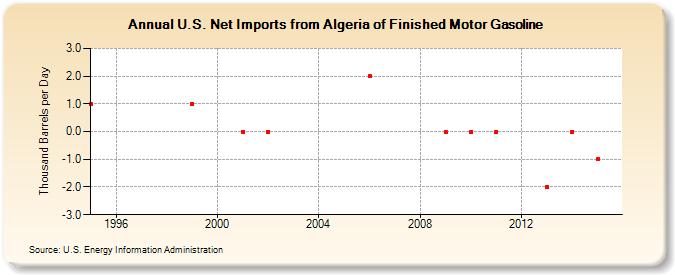 Annual U.S. Net Imports from Algeria of Finished Motor Gasoline
Thousand Barrels per Day
3.0
2.0
1.0
0.0
-1.0
-2.0
-3.0
1996 2000 2004 2008 2012
Source: U.S. Energy Information Administration